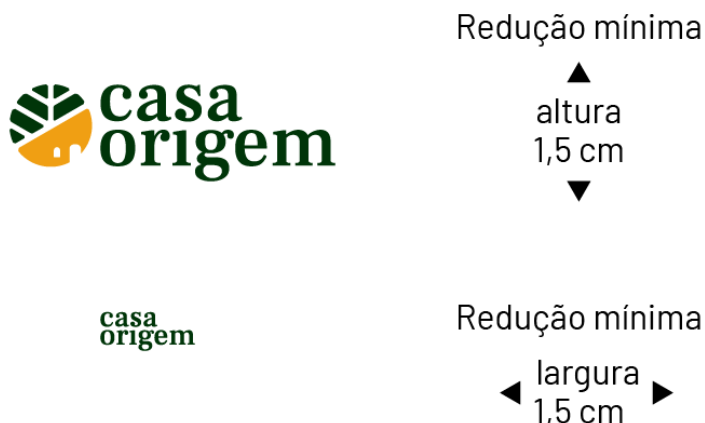 casa
origem
Redução mínima
altura
1,5 cm
casa
origem
Redução mínima
largura
1,5 cm